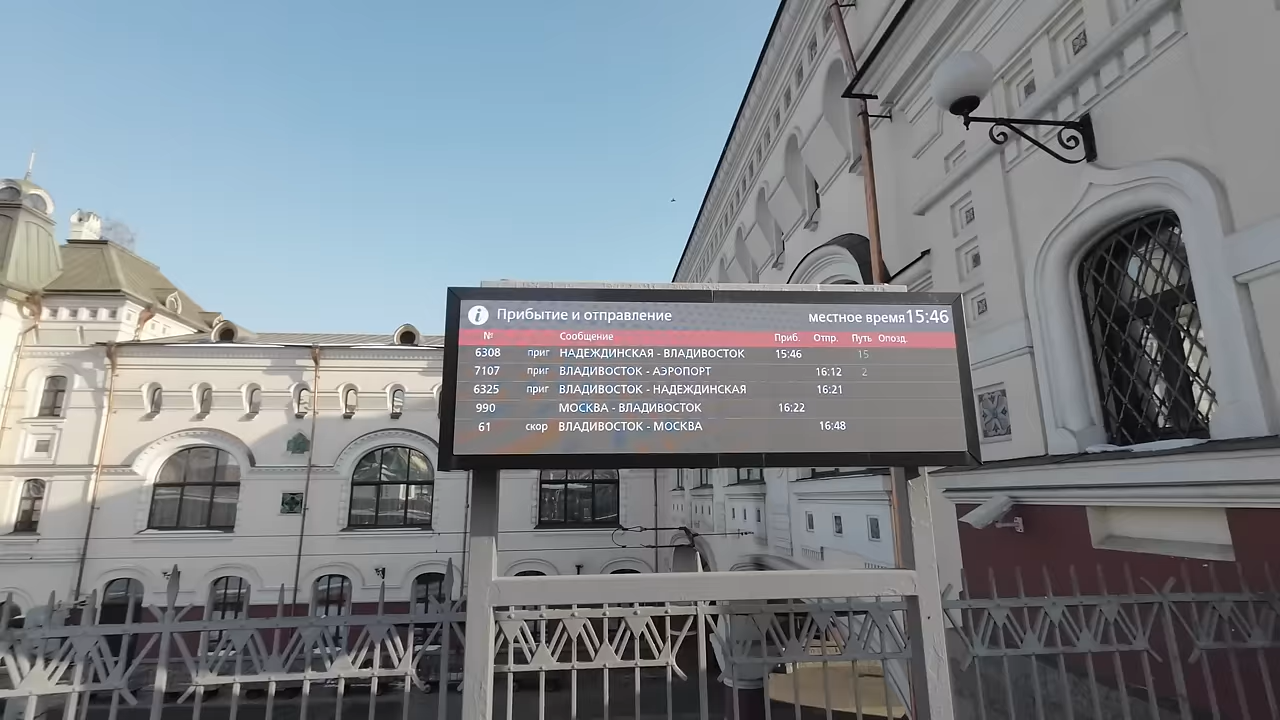 i Прибытие и отправление местное время 15:46
№ Сообщение Приб. Отпр. Путь Опозд.
6308 приг НАДЕЖДИНСКАЯ - ВЛАДИВОСТОК 15:46 15
7107 приг ВЛАДИВОСТОК - АЭРОПОРТ 16:12 2
6325 приг ВЛАДИВОСТОК - НАДЕЖДИНСКАЯ 16:21
990 МОСКВА - ВЛАДИВОСТОК 16:22
61 скор ВЛАДИВОСТОК - МОСКВА 16:48